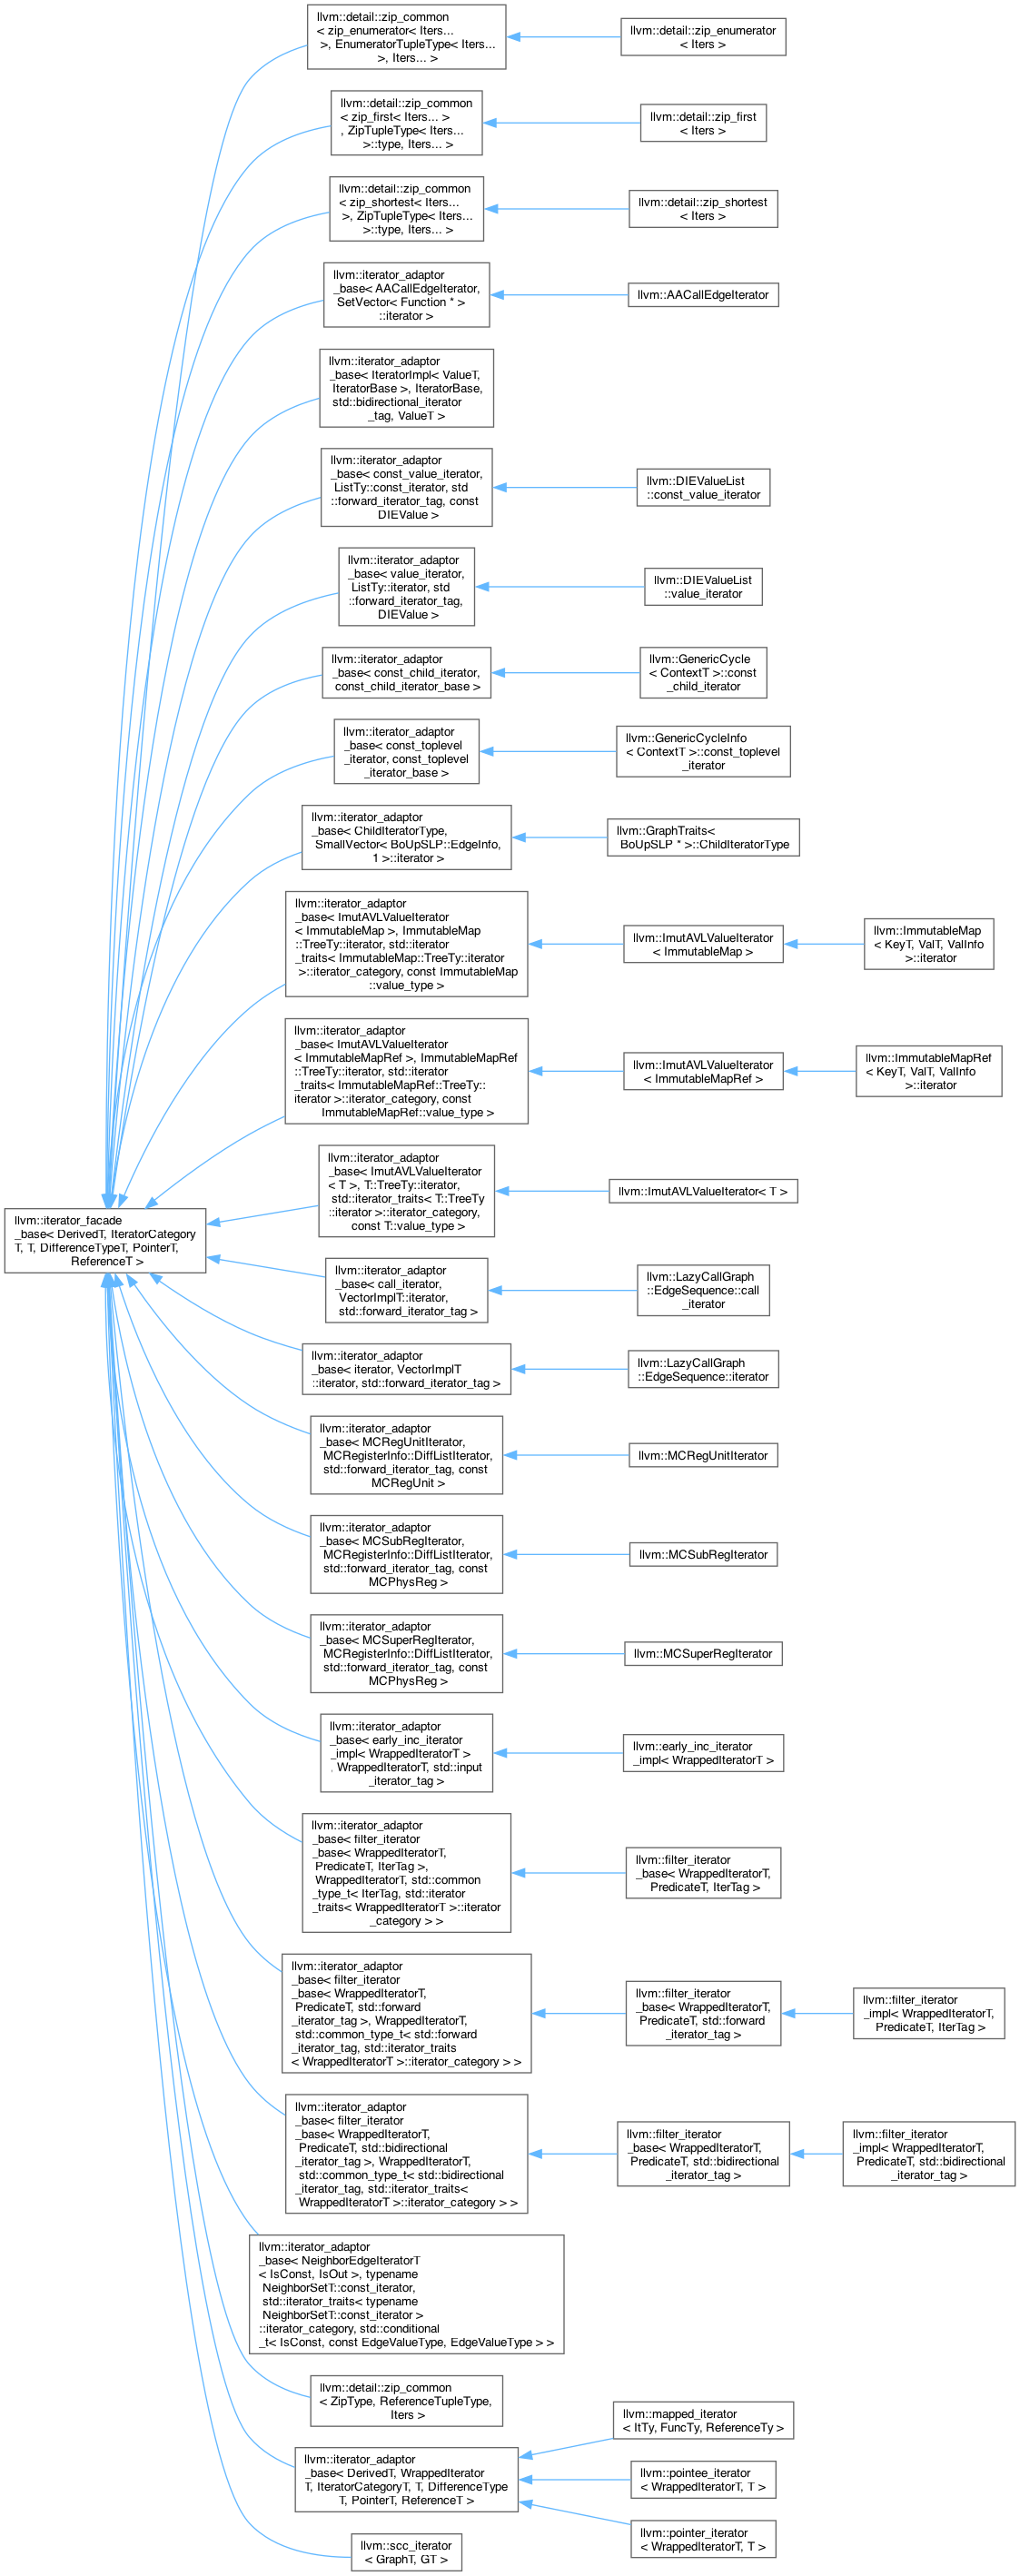 llvm::detail::zip_common
< zip_enumerator< Iters...
>, EnumeratorTupleType< Iters...
>, Iters... >
llvm::detail::zip_enumerator
< Iters >
llvm::detail::zip_common
< zip_first< Iters... >
, ZipTupleType< Iters...
>::type, Iters... >
llvm::detail::zip_first
< Iters >
llvm::detail::zip_common
< zip_shortest< Iters...
>, ZipTupleType< Iters...
>::type, Iters... >
llvm::detail::zip_shortest
< Iters >
llvm::iterator_adaptor
_base< AACallEdgeIterator,
SetVector< Function * >
::iterator >
llvm::AACallEdgeIterator
llvm::iterator_adaptor
_base< IteratorImpl< ValueT,
IteratorBase >, IteratorBase,
std::bidirectional_iterator
_tag, ValueT >
llvm::iterator_adaptor
_base< const_value_iterator,
ListTy::const_iterator, std
::forward_iterator_tag, const
DIEValue >
llvm::DIEValueList
::const_value_iterator
llvm::iterator_adaptor
_base< value_iterator,
ListTy::iterator, std
::forward_iterator_tag,
DIEValue >
llvm::DIEValueList
::value_iterator
llvm::iterator_adaptor
_base< const_child_iterator,
const_child_iterator_base >
llvm::GenericCycle
< ContextT >::const
_child_iterator
llvm::iterator_adaptor
_base< const_toplevel
_iterator, const_toplevel
_iterator_base >
llvm::GenericCycleInfo
< ContextT >::const_toplevel
_iterator
llvm::iterator_adaptor
_base< ChildIteratorType,
SmallVector< BoUpSLP::EdgeInfo,
1 >::iterator >
llvm::GraphTraits<
BoUpSLP * >::ChildIteratorType
llvm::iterator_adaptor
_base< ImutAVLValueIterator
< ImmutableMap >, ImmutableMap
::TreeTy::iterator, std::iterator
_traits< ImmutableMap::TreeTy::iterator
>::iterator_category, const ImmutableMap
::value_type >
llvm::ImutAVLValueIterator
< ImmutableMap >
llvm::ImmutableMap
< KeyT, ValT, ValInfo
>::iterator
llvm::iterator_adaptor
_base< ImutAVLValueIterator
< ImmutableMapRef >, ImmutableMapRef
::TreeTy::iterator, std::iterator
_traits< ImmutableMapRef::TreeTy::
iterator >::iterator_category, const
ImmutableMapRef::value_type >
llvm::ImutAVLValueIterator
< ImmutableMapRef >
llvm::ImmutableMapRef
< KeyT, ValT, ValInfo
>::iterator
llvm::iterator_adaptor
_base< ImutAVLValueIterator
< T >, T::TreeTy::iterator,
std::iterator_traits< T::TreeTy
::iterator >::iterator_category,
const T::value_type >
llvm::ImutAVLValueIterator< T >
llvm::iterator_facade
_base< DerivedT, IteratorCategory
T, T, DifferenceTypeT, PointerT,
ReferenceT >
llvm::iterator_adaptor
_base< call_iterator,
VectorImplT::iterator,
std::forward_iterator_tag >
llvm::LazyCallGraph
::EdgeSequence::call
_iterator
llvm::iterator_adaptor
_base< iterator, VectorImplT
::iterator, std::forward_iterator_tag >
llvm::LazyCallGraph
::EdgeSequence::iterator
llvm::iterator_adaptor
_base< MCRegUnitIterator,
MCRegisterInfo::DiffListIterator,
std::forward_iterator_tag, const
MCRegUnit >
llvm::MCRegUnitIterator
llvm::iterator_adaptor
_base< MCSubRegIterator,
MCRegisterInfo::DiffListIterator,
std::forward_iterator_tag, const
MCPhysReg >
llvm::MCSubRegIterator
llvm::iterator_adaptor
_base< MCSuperRegIterator,
MCRegisterInfo::DiffListIterator,
std::forward_iterator_tag, const
MCPhysReg >
llvm::MCSuperRegIterator
llvm::iterator_adaptor
_base< early_inc_iterator
_impl< WrappedIteratorT >
, WrappedIteratorT, std::input
_iterator_tag >
llvm::early_inc_iterator
_impl< WrappedIteratorT >
llvm::iterator_adaptor
_base< filter_iterator
_base< WrappedIteratorT,
PredicateT, IterTag >,
WrappedIteratorT, std::common
_type_t< IterTag, std::iterator
_traits< WrappedIteratorT >::iterator
_category > >
llvm::filter_iterator
_base< WrappedIteratorT,
PredicateT, IterTag >
llvm::iterator_adaptor
_base< filter_iterator
_base< WrappedIteratorT,
PredicateT, std::forward
_iterator_tag >, WrappedIteratorT,
std::common_type_t< std::forward
_iterator_tag, std::iterator_traits
< WrappedIteratorT >::iterator_category > >
llvm::filter_iterator
_base< WrappedIteratorT,
PredicateT, std::forward
_iterator_tag >
llvm::filter_iterator
_impl< WrappedIteratorT,
PredicateT, IterTag >
llvm::iterator_adaptor
_base< filter_iterator
_base< WrappedIteratorT,
PredicateT, std::bidirectional
_iterator_tag >, WrappedIteratorT,
std::common_type_t< std::bidirectional
_iterator_tag, std::iterator_traits<
WrappedIteratorT >::iterator_category > >
llvm::filter_iterator
_base< WrappedIteratorT,
PredicateT, std::bidirectional
_iterator_tag >
llvm::filter_iterator
_impl< WrappedIteratorT,
PredicateT, std::bidirectional
_iterator_tag >
llvm::iterator_adaptor
_base< NeighborEdgeIteratorT
< IsConst, IsOut >, typename
NeighborSetT::const_iterator,
std::iterator_traits< typename
NeighborSetT::const_iterator >
::iterator_category, std::conditional
_t< IsConst, const EdgeValueType, EdgeValueType > >
llvm::detail::zip_common
< ZipType, ReferenceTupleType,
Iters >
llvm::iterator_adaptor
_base< DerivedT, WrappedIterator
T, IteratorCategoryT, T, DifferenceType
T, PointerT, ReferenceT >
llvm::mapped_iterator
< ItTy, FuncTy, ReferenceTy >
llvm::pointee_iterator
< WrappedIteratorT, T >
llvm::pointer_iterator
< WrappedIteratorT, T >
llvm::scc_iterator
< GraphT, GT >